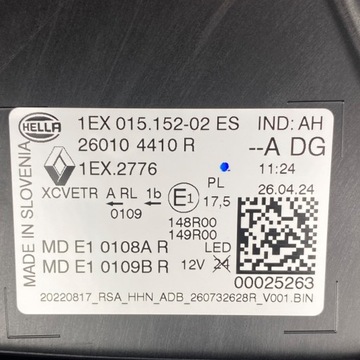 HELLA
1EX 015.152-02 ES IND: AH
26010 4410 R --A DG
1EX.2776 11:24
XCVETR A RL 1b E1 PL 17,5 26.04.24
0109
148R00
149R00
MD E1 0108A R LED
MD E1 0109B R 12V 24
00025263
20220817_RSA_HHN_ADB_260732628R_V001.BIN
MADE IN SLOVENIA